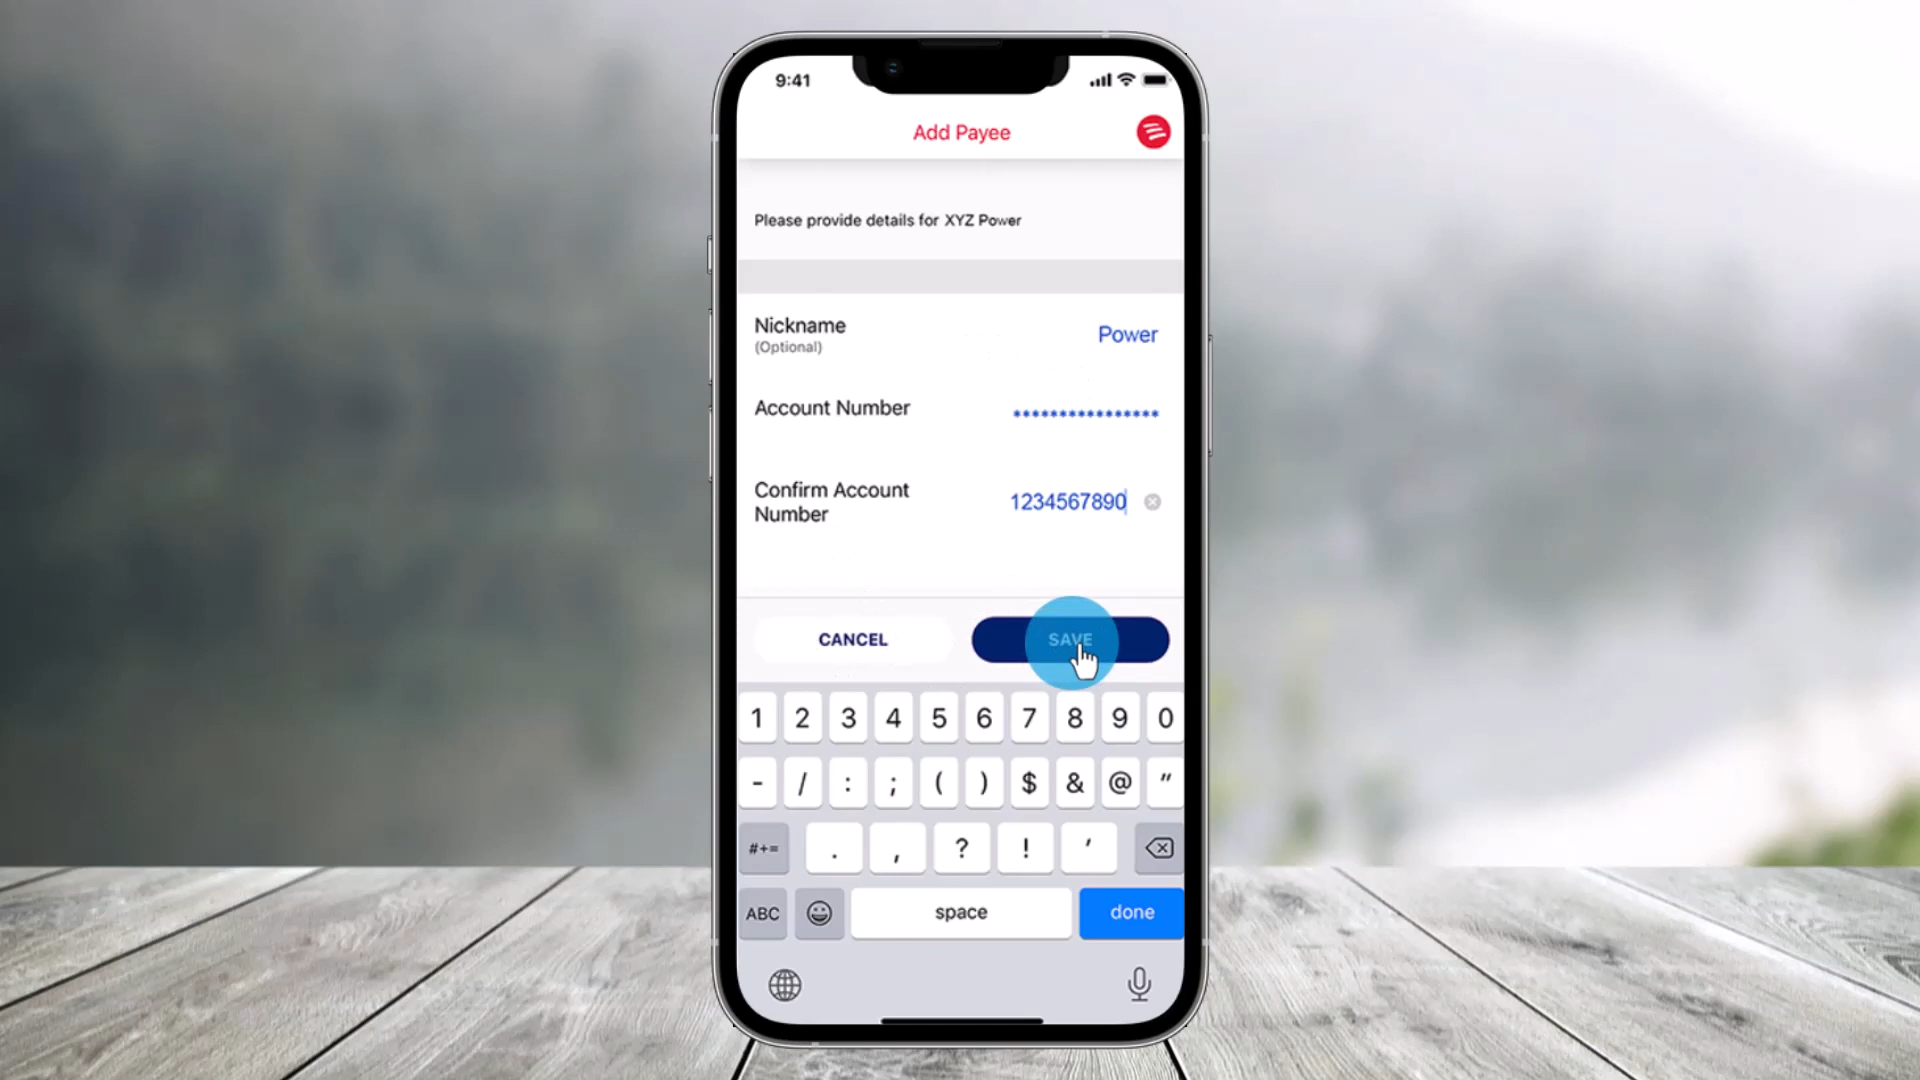 9:41
Add Payee
Please provide details for XYZ Power
Nickname
(Optional)
Power
Account Number
****************
Confirm Account
Number
1234567890
CANCEL
SAVE
1 2 3 4 5 6 7 8 9 0
- / : ; ( ) $ & @ "
#+= . , ? ! '
ABC space done